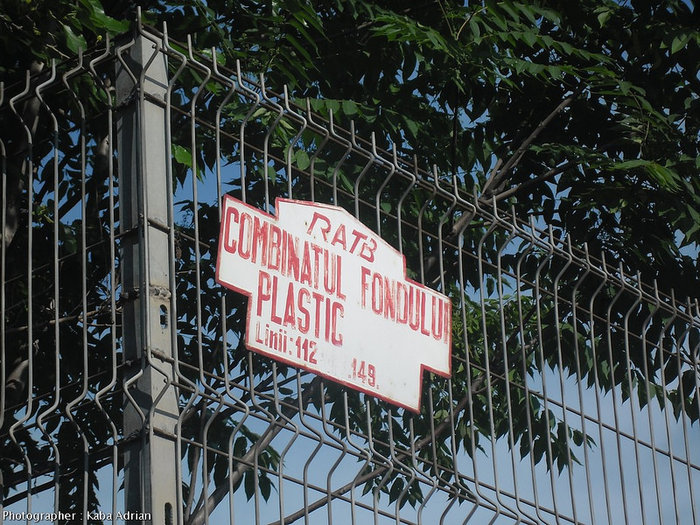 RATB
COMBINATUL FONDULUI
PLASTIC
Linii: 112 .149.
Photographer : Kaba Adrian